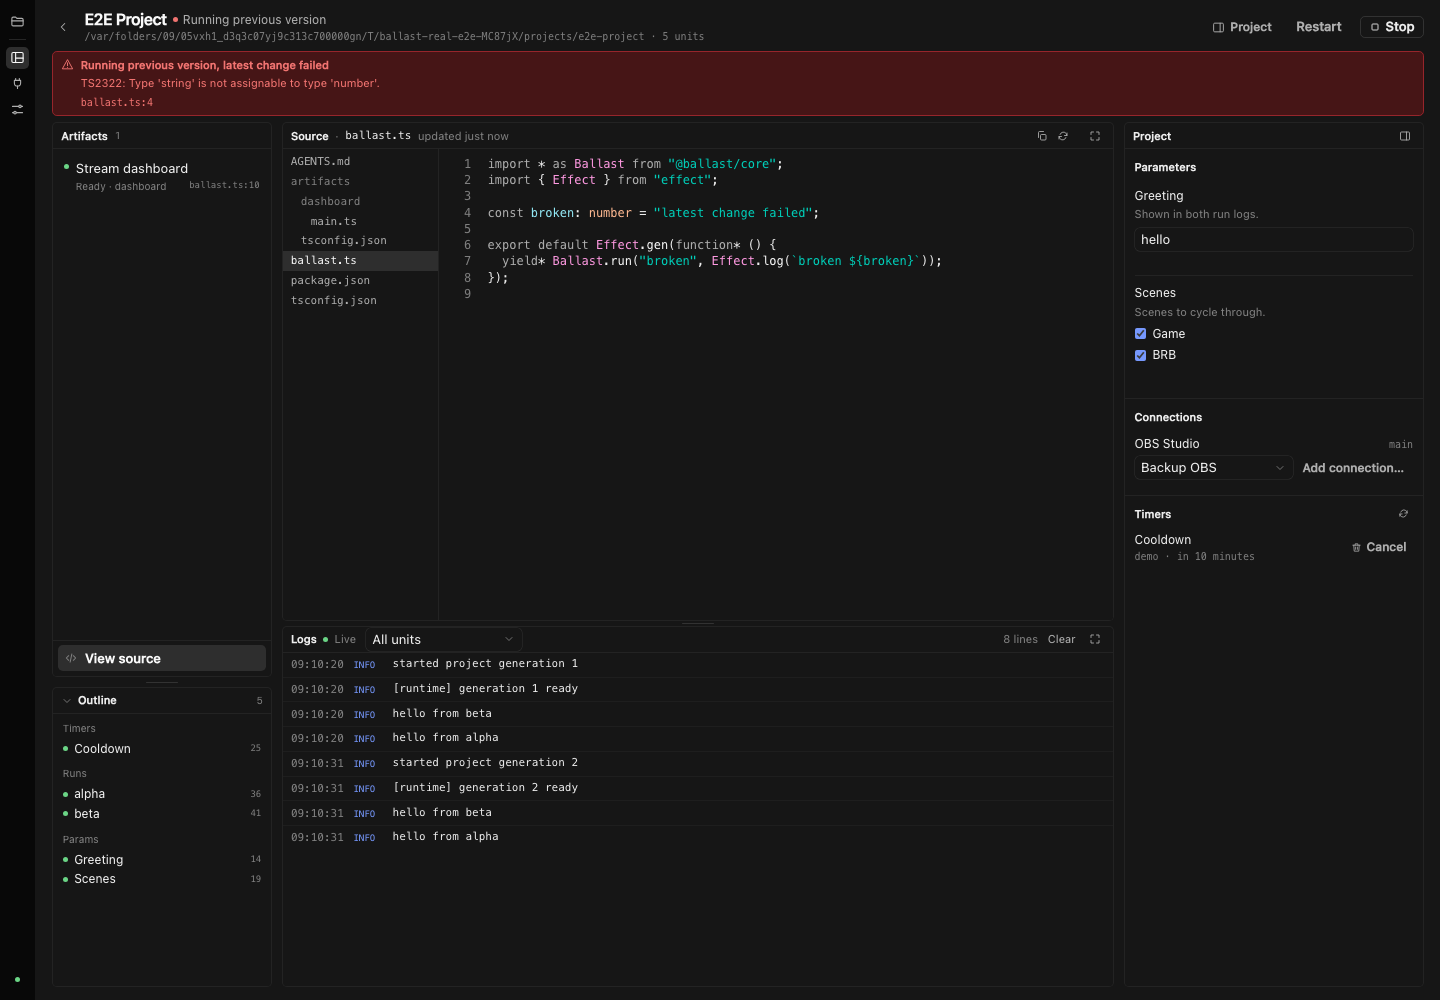 E2E Project
Running previous version
/var/folders/09/05vxh1_d3q3c07yj9c313c700000gn/T/ballast-real-e2e-MC87jX/projects/e2e-project · 5 units
Project
Restart
Stop
Running previous version, latest change failed
TS2322: Type 'string' is not assignable to type 'number'.
ballast.ts:4
Artifacts 1
Stream dashboard
Ready · dashboard
ballast.ts:10
View source
Outline 5
Timers
Cooldown 25
Runs
alpha 36
beta 41
Params
Greeting 14
Scenes 19
Source · ballast.ts updated just now
AGENTS.md
artifacts
dashboard
main.ts
tsconfig.json
ballast.ts
package.json
tsconfig.json
1 import * as Ballast from "@ballast/core";
2 import { Effect } from "effect";
3
4 const broken: number = "latest change failed";
5
6 export default Effect.gen(function* () {
7 yield* Ballast.run("broken", Effect.log(`broken ${broken}`));
8 });
9
Logs Live All units 8 lines Clear
09:10:20 INFO started project generation 1
09:10:20 INFO [runtime] generation 1 ready
09:10:20 INFO hello from beta
09:10:20 INFO hello from alpha
09:10:31 INFO started project generation 2
09:10:31 INFO [runtime] generation 2 ready
09:10:31 INFO hello from beta
09:10:31 INFO hello from alpha
Project
Parameters
Greeting
Shown in both run logs.
hello
Scenes
Scenes to cycle through.
Game
BRB
Connections
OBS Studio main
Backup OBS Add connection...
Timers
Cooldown
demo · in 10 minutes
Cancel